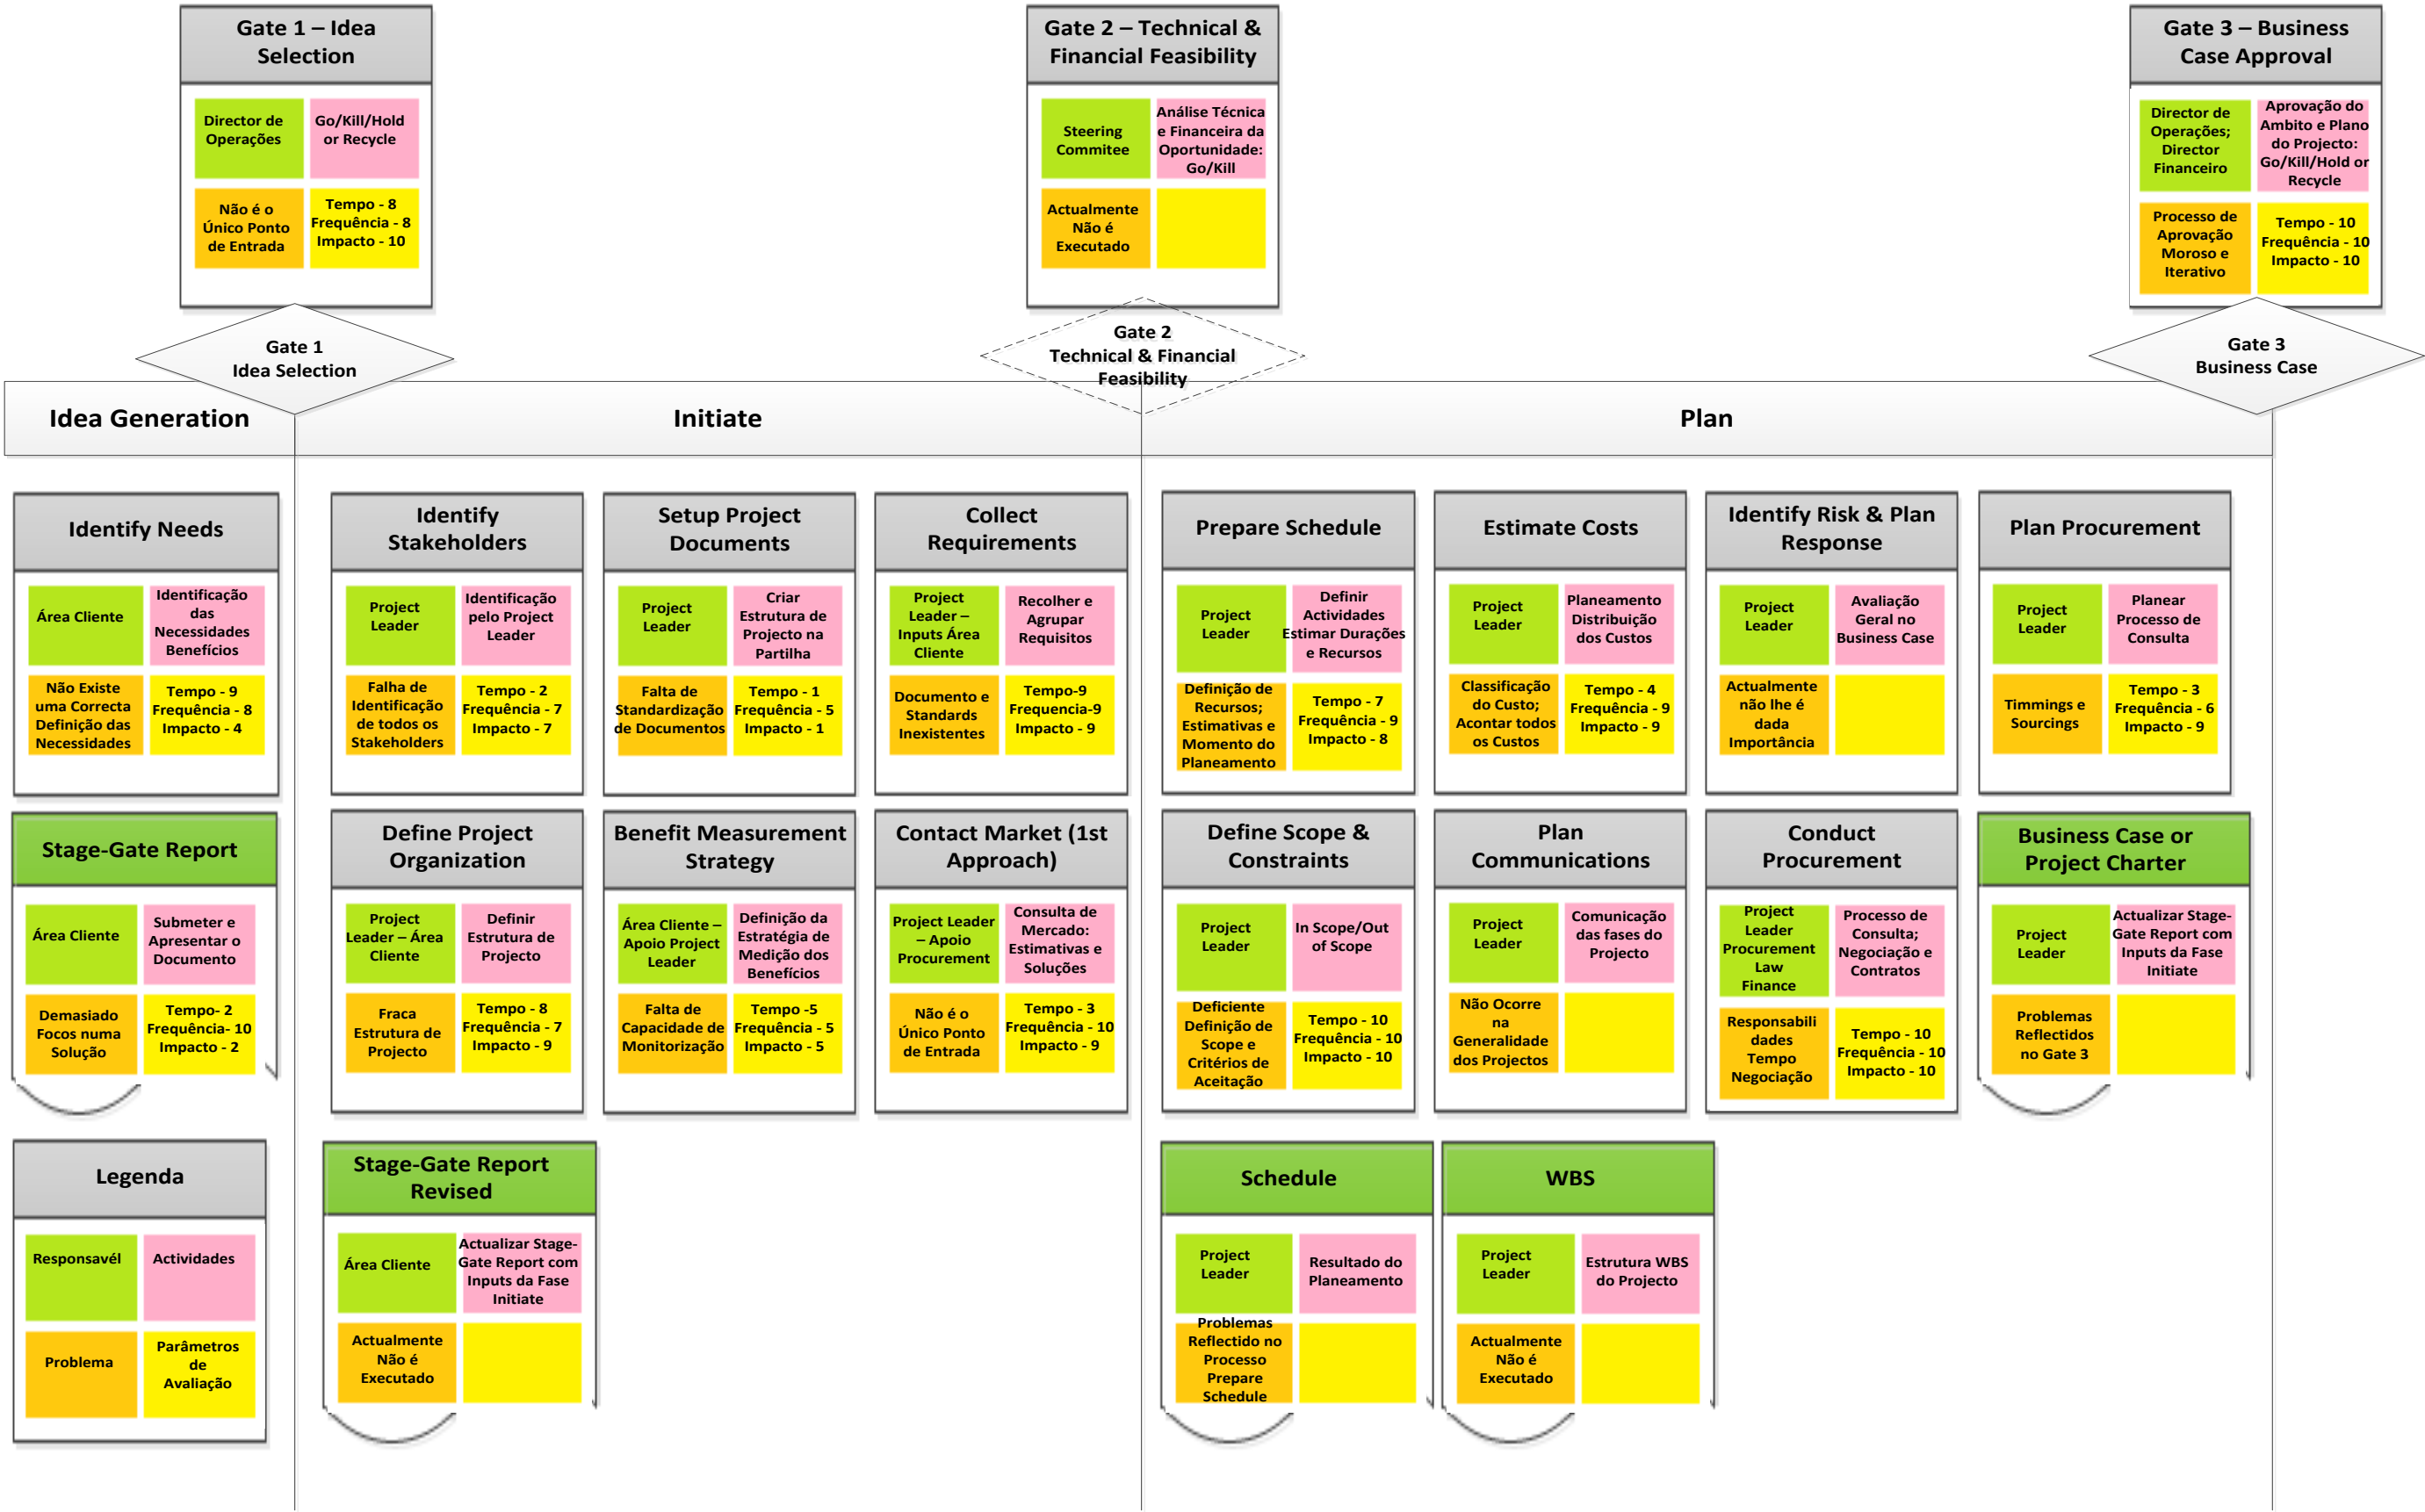 Gate 1 – Idea
Selection
Director de
Operações
Go/Kill/Hold
or Recycle
Não é o
Único Ponto
de Entrada
Tempo - 8
Frequência - 8
Impacto - 10
Gate 2 – Technical &
Financial Feasibility
Steering
Commitee
Análise Técnica
e Financeira da
Oportunidade:
Go/Kill
Actualmente
Não é
Executado
Gate 3 – Business
Case Approval
Director de
Operações;
Director
Financeiro
Aprovação do
Ambito e Plano
do Projecto:
Go/Kill/Hold or
Recycle
Processo de
Aprovação
Moroso e
Iterativo
Tempo - 10
Frequência - 10
Impacto - 10
Gate 1
Idea Selection
Gate 2
Technical & Financial
Feasibility
Gate 3
Business Case
Idea Generation
Initiate
Plan
Identify Needs
Área Cliente
Identificação
das
Necessidades
Benefícios
Não Existe
uma Correcta
Definição das
Necessidades
Tempo - 9
Frequência - 8
Impacto - 4
Identify
Stakeholders
Project
Leader
Identificação
pelo Project
Leader
Falha de
Identificação
de todos os
Stakeholders
Tempo - 2
Frequência - 7
Impacto - 7
Setup Project
Documents
Project
Leader
Criar
Estrutura de
Projecto na
Partilha
Falta de
Standardização
de Documentos
Tempo - 1
Frequência - 5
Impacto - 1
Collect
Requirements
Project
Leader –
Inputs Área
Cliente
Recolher e
Agrupar
Requisitos
Documento e
Standards
Inexistentes
Tempo-9
Frequencia-9
Impacto - 9
Prepare Schedule
Project
Leader
Definir
Actividades
Estimar Durações
e Recursos
Definição de
Recursos;
Estimativas e
Momento do
Planeamento
Tempo - 7
Frequência - 9
Impacto - 8
Estimate Costs
Project
Leader
Planeamento
Distribuição
dos Custos
Classificação
do Custo;
Acontar todos
os Custos
Tempo - 4
Frequência - 9
Impacto - 9
Identify Risk & Plan
Response
Project
Leader
Avaliação
Geral no
Business Case
Actualmente
não lhe é
dada
Importância
Plan Procurement
Project
Leader
Planear
Processo de
Consulta
Timmings e
Sourcings
Tempo - 3
Frequência - 6
Impacto - 9
Stage-Gate Report
Área Cliente
Submeter e
Apresentar o
Documento
Demasiado
Focos numa
Solução
Tempo- 2
Frequência- 10
Impacto - 2
Define Project
Organization
Project
Leader – Área
Cliente
Definir
Estrutura de
Projecto
Fraca
Estrutura de
Projecto
Tempo - 8
Frequência - 7
Impacto - 9
Benefit Measurement
Strategy
Área Cliente –
Apoio Project
Leader
Definição da
Estratégia de
Medição dos
Benefícios
Falta de
Capacidade de
Monitorização
Tempo -5
Frequência - 5
Impacto - 5
Contact Market (1st
Approach)
Project Leader
– Apoio
Procurement
Consulta de
Mercado:
Estimativas e
Soluções
Não é o
Único Ponto
de Entrada
Tempo - 3
Frequência - 10
Impacto - 9
Define Scope &
Constraints
Project
Leader
In Scope/Out
of Scope
Deficiente
Definição de
Scope e
Critérios de
Aceitação
Tempo - 10
Frequência - 10
Impacto - 10
Plan
Communications
Project
Leader
Comunicação
das fases do
Projecto
Não Ocorre
na
Generalidade
dos Projectos
Conduct
Procurement
Project
Leader
Procurement
Law
Finance
Processo de
Consulta;
Negociação e
Contratos
Responsabili
dades
Tempo
Negociação
Tempo - 10
Frequência - 10
Impacto - 10
Business Case or
Project Charter
Project
Leader
Actualizar Stage-
Gate Report com
Inputs da Fase
Initiate
Problemas
Reflectidos
no Gate 3
Legenda
Responsavél
Actividades
Problema
Parâmetros
de
Avaliação
Stage-Gate Report
Revised
Área Cliente
Actualizar Stage-
Gate Report com
Inputs da Fase
Initiate
Actualmente
Não é
Executado
Schedule
Project
Leader
Resultado do
Planeamento
Problemas
Reflectido no
Processo
Prepare
Schedule
WBS
Project
Leader
Estrutura WBS
do Projecto
Actualmente
Não é
Executado